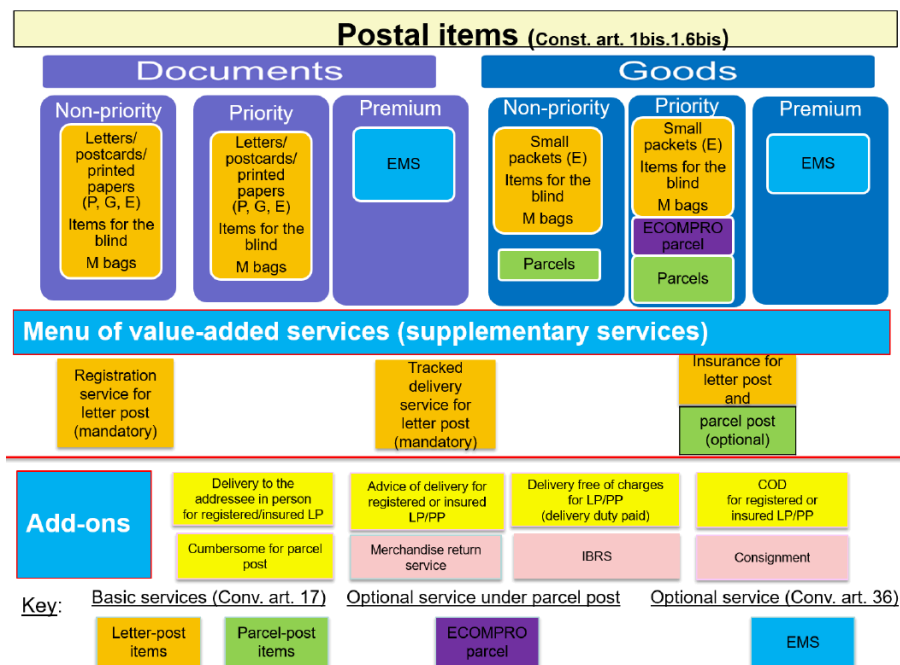 Postal items (Const. art. 1bis.1.6bis)
Documents
Goods
Non-priority
Letters/
postcards/
printed
papers
(P, G, E)
Items for the
blind
M bags
Priority
Letters/
postcards/
printed
papers
(P, G, E)
Items for the
blind
M bags
Premium
EMS
Non-priority
Small
packets (E)
Items for the
blind
M bags
Parcels
Priority
Small
packets (E)
Items for the
blind
M bags
ECOMPRO
parcel
Parcels
Premium
EMS
Menu of value-added services (supplementary services)
Registration
service for
letter post
(mandatory)
Tracked
delivery
service for
letter post
(mandatory)
Insurance for
letter post
and
parcel post
(optional)
Add-ons
Delivery to the
addressee in person
for registered/insured LP
Advice of delivery for
registered or insured
LP/PP
Delivery free of charges
for LP/PP
(delivery duty paid)
COD
for registered or
insured LP/PP
Cumbersome for parcel
post
Merchandise return
service
IBRS
Consignment
Key:
Basic services (Conv. art. 17)
Optional service under parcel post
Optional service (Conv. art. 36)
Letter-post
items
Parcel-post
items
ECOMPRO
parcel
EMS